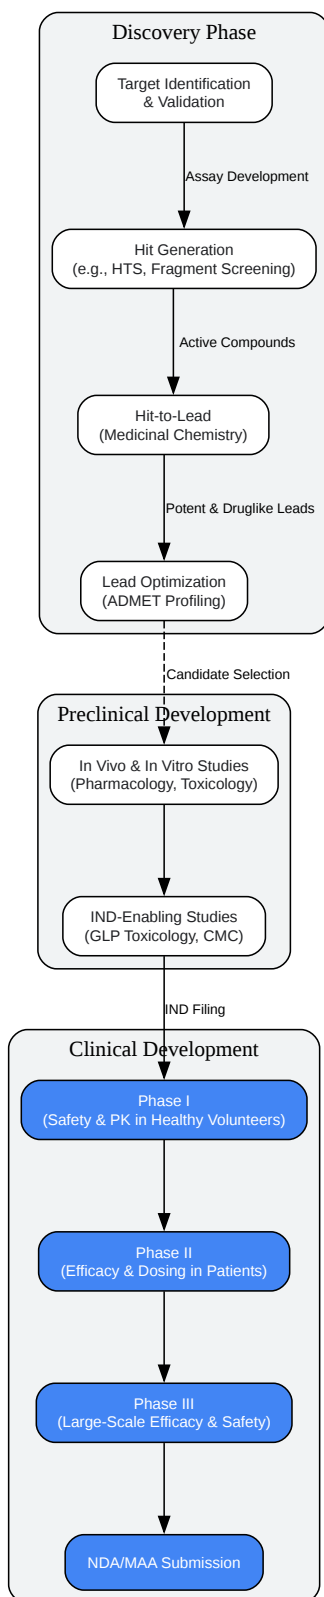 Discovery Phase
Target Identification
& Validation
Assay Development
Hit Generation
(e.g., HTS, Fragment Screening)
Active Compounds
Hit-to-Lead
(Medicinal Chemistry)
Potent & Druglike Leads
Lead Optimization
(ADMET Profiling)
Candidate Selection
Preclinical Development
In Vivo & In Vitro Studies
(Pharmacology, Toxicology)
IND-Enabling Studies
(GLP Toxicology, CMC)
IND Filing
Clinical Development
Phase I
(Safety & PK in Healthy Volunteers)
Phase II
(Efficacy & Dosing in Patients)
Phase III
(Large-Scale Efficacy & Safety)
NDA/MAA Submission